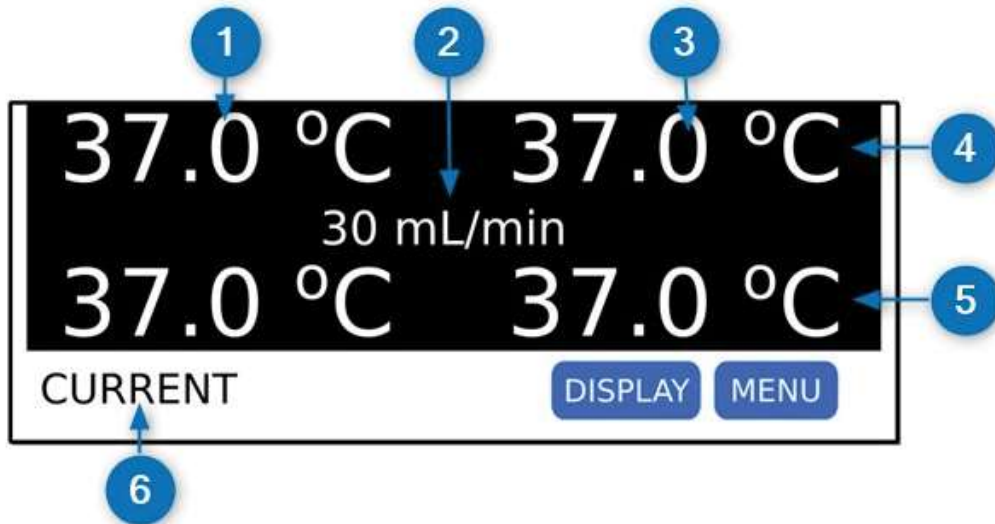 1 2 3
37.0 ºC 37.0 ºC 4
30 mL/min
37.0 ºC 37.0 ºC 5
CURRENT DISPLAY MENU
6